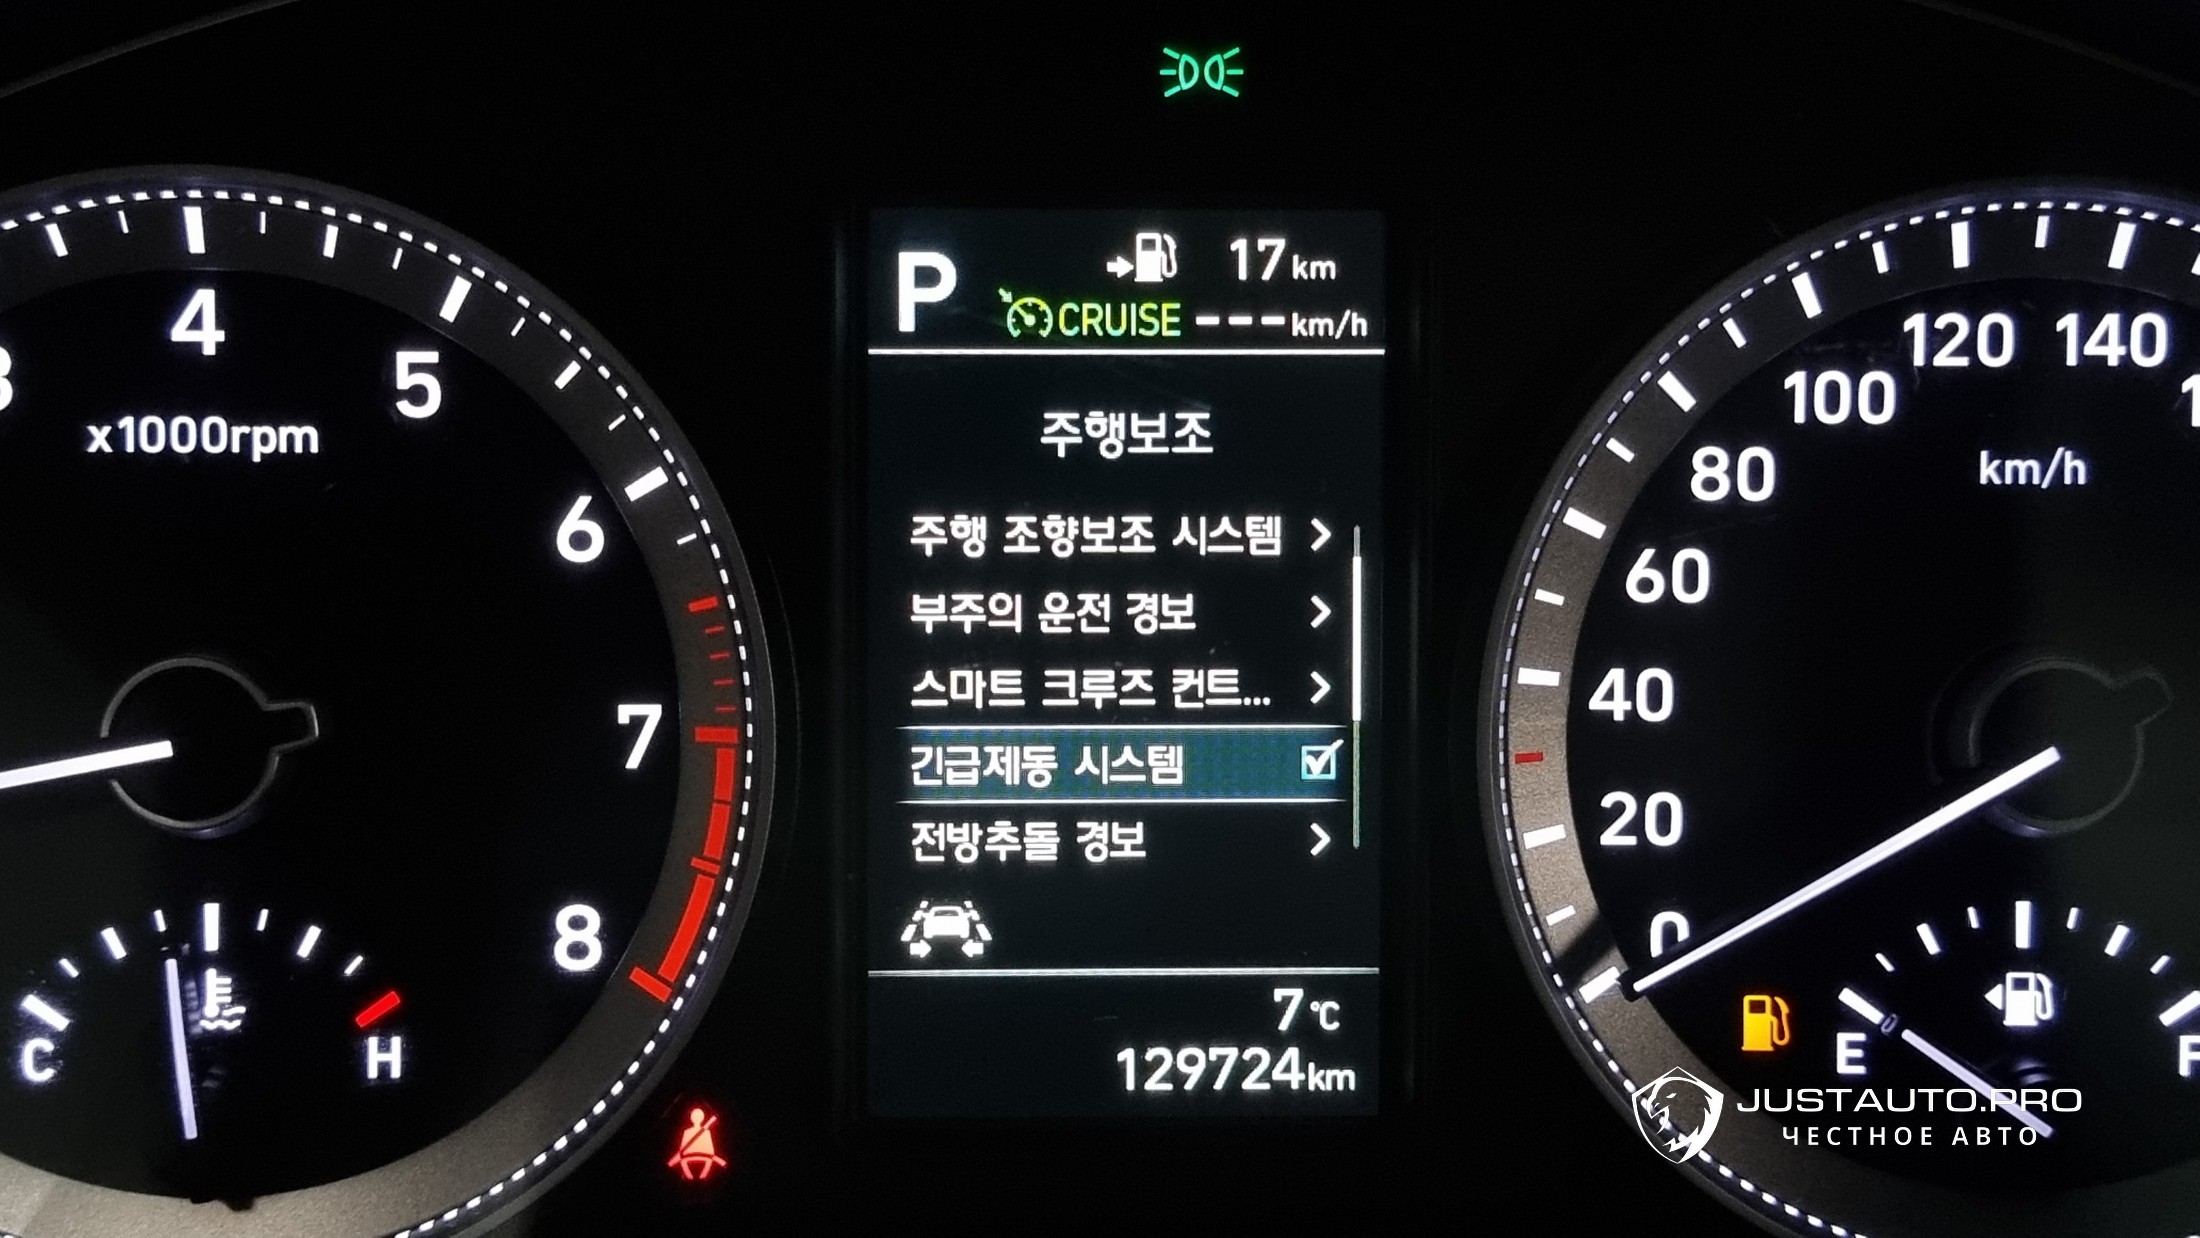 P
17 km
CRUISE ---km/h
주행보조
주행 조향보조 시스템
부주의 운전 경보
스마트 크루즈 컨트...
긴급제동 시스템
전방추돌 경보
7 °C
129724km
3
4
5
6
7
8
x1000rpm
C
H
0
20
40
60
80
100
120
140
km/h
E
JUSTAUTO.PRO
ЧЕСТНОЕ АВТО